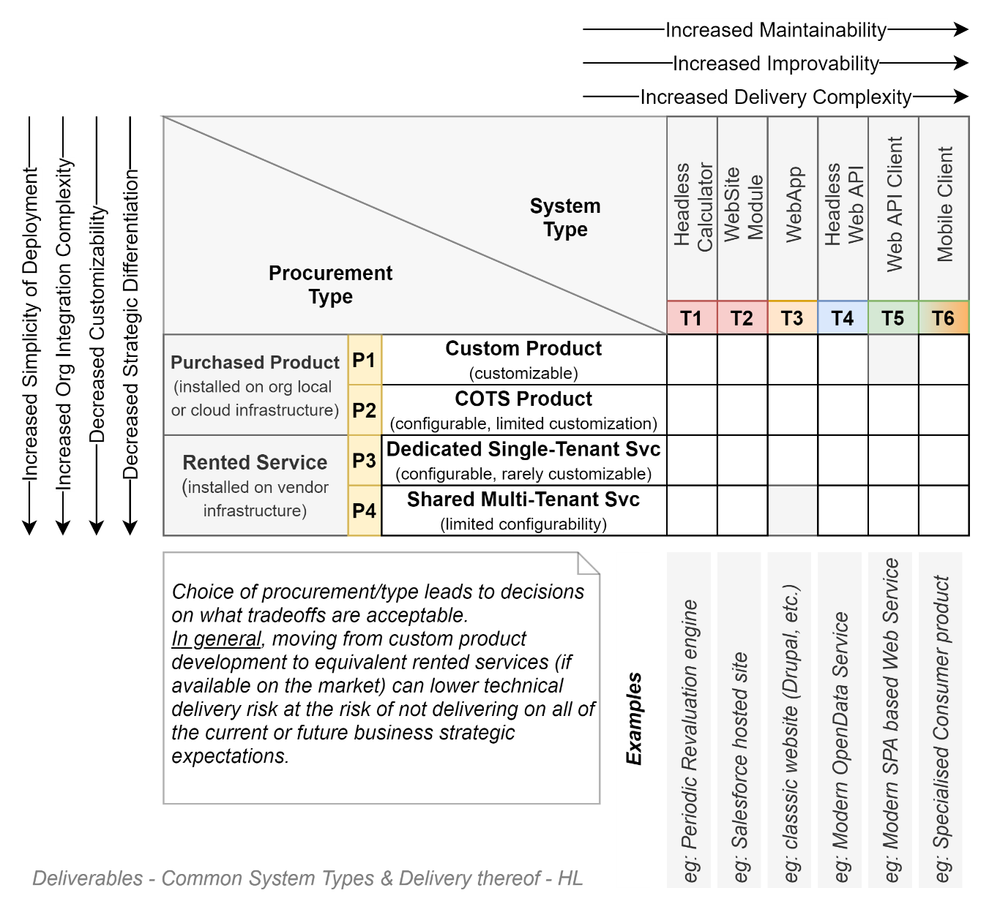 Increased Maintainability
Increased Improvability
Increased Delivery Complexity
Increased Simplicity of Deployment
Increased Org Integration Complexity
Decreased Customizability
Decreased Strategic Differentiation
System
Type
Procurement
Type
Headless
Calculator
WebSite
Module
WebApp
Headless
Web API
Web API Client
Mobile Client
T1
T2
T3
T4
T5
T6
Purchased Product
(installed on org local
or cloud infrastructure)
P1
Custom Product
(customizable)
P2
COTS Product
(configurable, limited customization)
Rented Service
(installed on vendor
infrastructure)
P3
Dedicated Single-Tenant Svc
(configurable, rarely customizable)
P4
Shared Multi-Tenant Svc
(limited configurability)
Choice of procurement/type leads to decisions
on what tradeoffs are acceptable.
In general, moving from custom product
development to equivalent rented services (if
available on the market) can lower technical
delivery risk at the risk of not delivering on all of
the current or future business strategic
expectations.
Examples
eg: Periodic Revaluation engine
eg: Salesforce hosted site
eg: classsic website (Drupal, etc.)
eg: Modern OpenData Service
eg: Modern SPA based Web Service
eg: Specialised Consumer product
Deliverables - Common System Types & Delivery thereof - HL